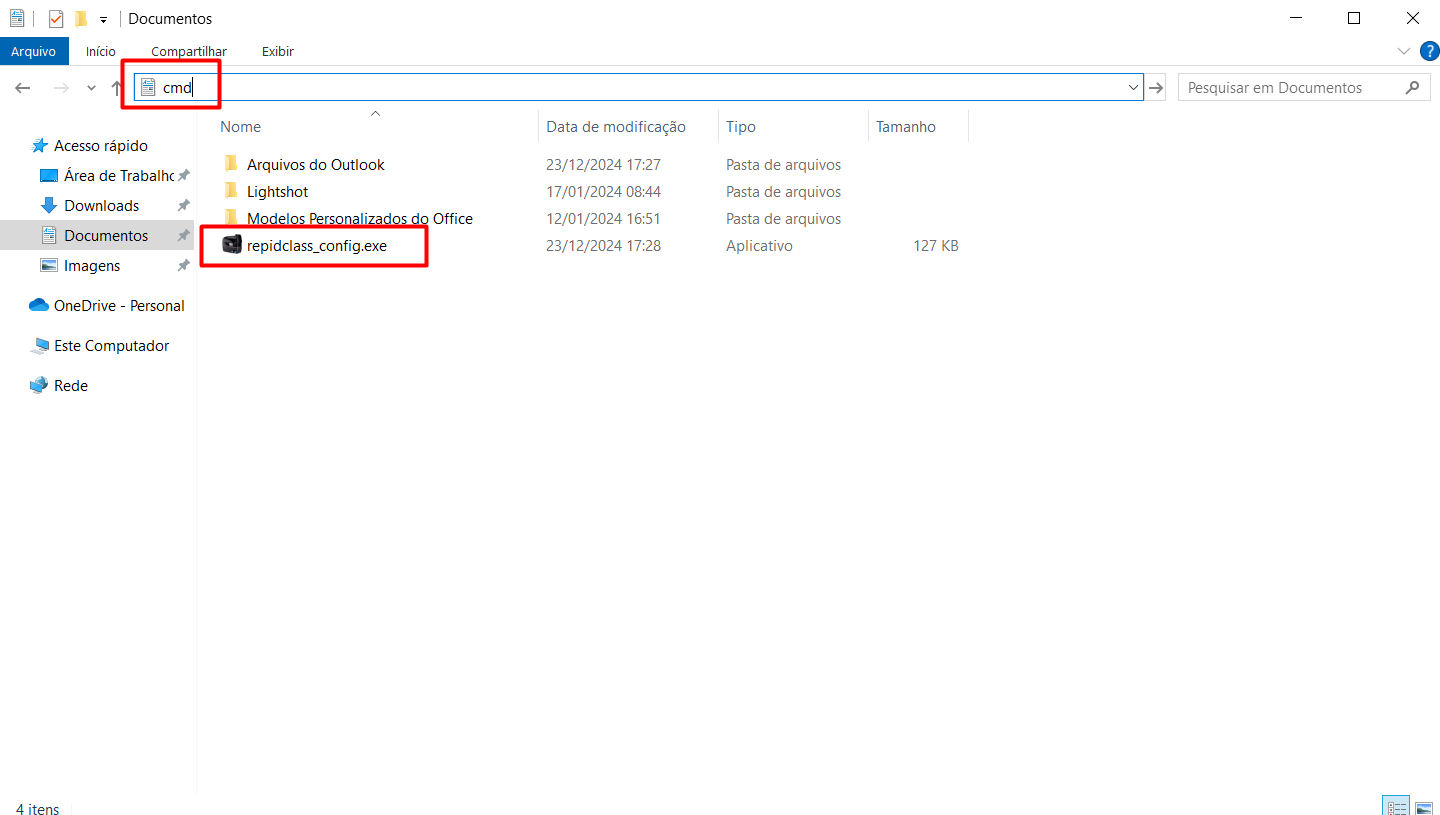 Documentos
Arquivo Início Compartilhar Exibir
cmd Pesquisar em Documentos
Nome Data de modificação Tipo Tamanho
Acesso rápido
Área de Trabalho
Downloads
Documentos
Imagens
OneDrive - Personal
Este Computador
Rede
Arquivos do Outlook 23/12/2024 17:27 Pasta de arquivos
Lightshot 17/01/2024 08:44 Pasta de arquivos
Modelos Personalizados do Office 12/01/2024 16:51 Pasta de arquivos
repidclass_config.exe 23/12/2024 17:28 Aplicativo 127 KB
4 itens